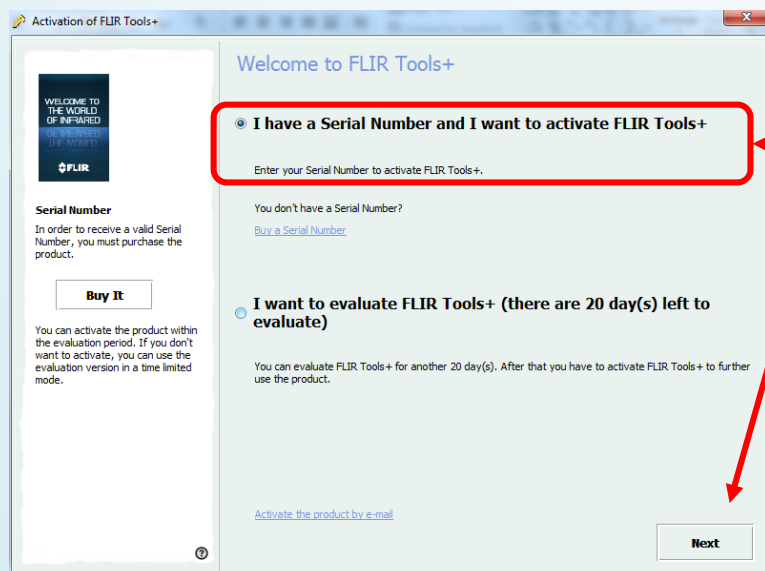 Activation of FLIR Tools+
WELCOME TO
THE WORLD
OF INFRARED
FLIR
Serial Number
In order to receive a valid Serial
Number, you must purchase the
product.
Buy It
You can activate the product within
the evaluation period. If you don't
want to activate, you can use the
evaluation version in a time limited
mode.
Welcome to FLIR Tools+
I have a Serial Number and I want to activate FLIR Tools+
Enter your Serial Number to activate FLIR Tools+.
You don't have a Serial Number?
Buy a Serial Number
I want to evaluate FLIR Tools+ (there are 20 day(s) left to
evaluate)
You can evaluate FLIR Tools+ for another 20 day(s). After that you have to activate FLIR Tools+ to further
use the product.
Activate the product by e-mail
Next